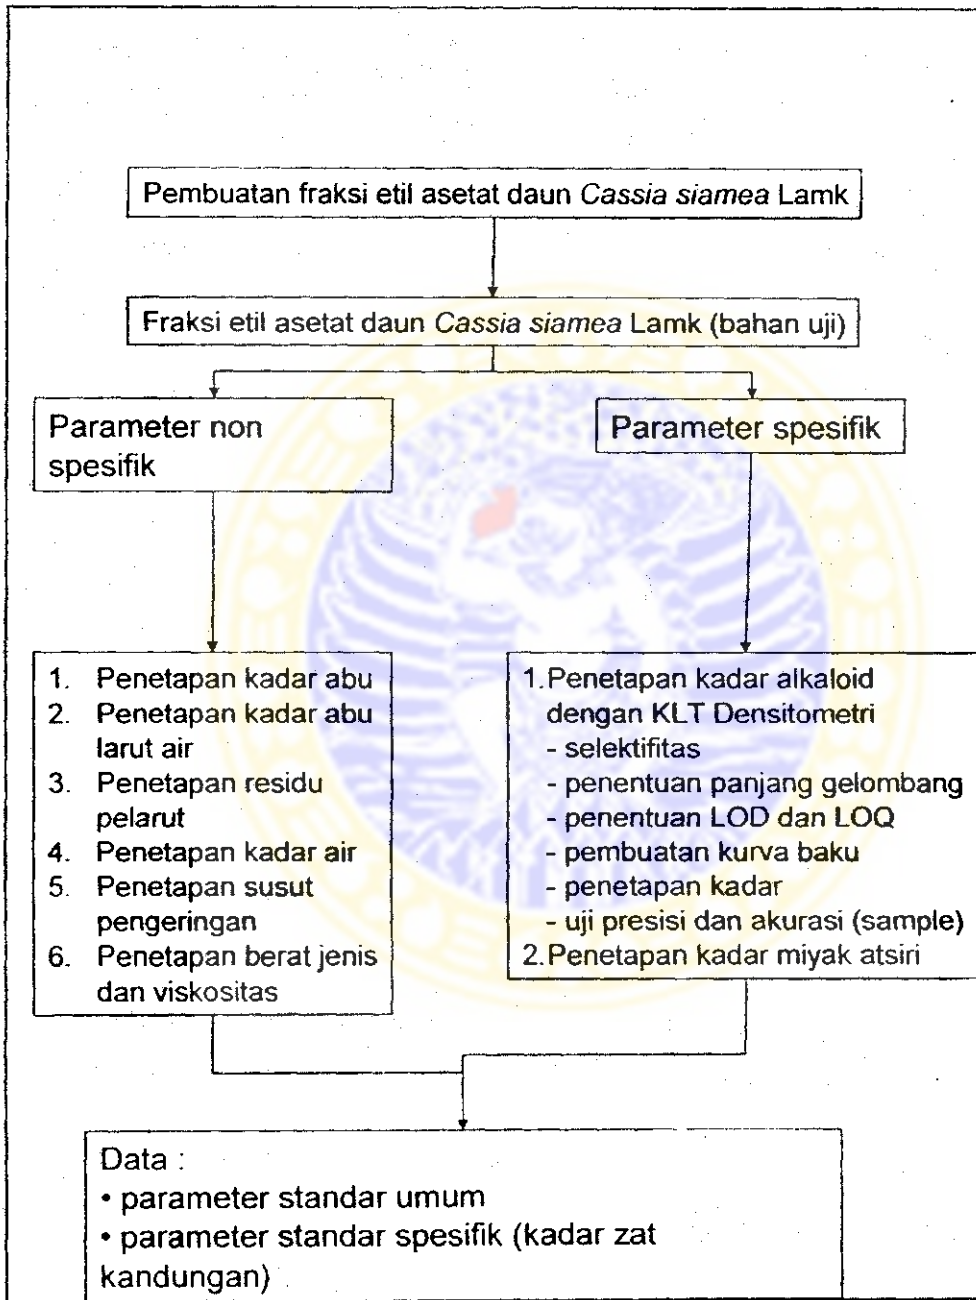 Pembuatan fraksi etil asetat daun Cassia siamea Lamk
Fraksi etil asetat daun Cassia siamea Lamk (bahan uji)
Parameter non
spesifik
Parameter spesifik
1. Penetapan kadar abu
2. Penetapan kadar abu
larut air
3. Penetapan residu
pelarut
4. Penetapan kadar air
5. Penetapan susut
pengeringan
6. Penetapan berat jenis
dan viskositas
1.Penetapan kadar alkaloid
dengan KLT Densitometri
- selektifitas
- penentuan panjang gelombang
- penentuan LOD dan LOQ
- pembuatan kurva baku
- penetapan kadar
- uji presisi dan akurasi (sample)
2.Penetapan kadar miyak atsiri
Data :
• parameter standar umum
• parameter standar spesifik (kadar zat
kandungan)